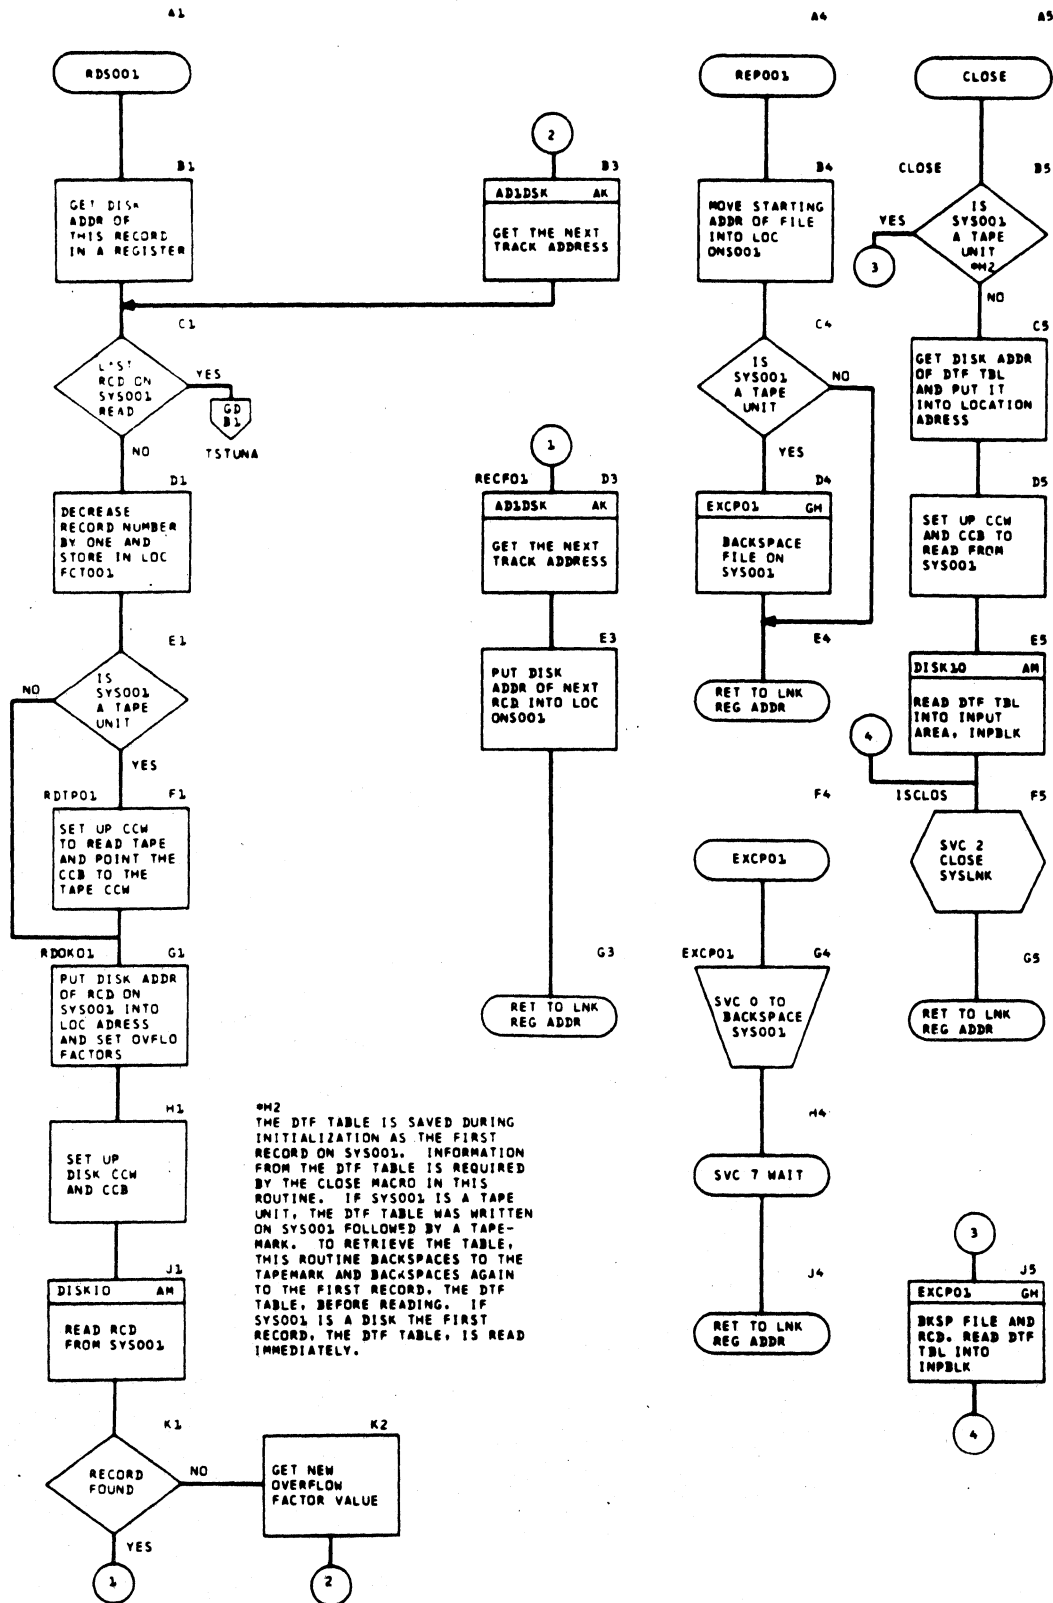 A1
RDS001
B1
GET DISK
ADDR OF
THIS RECORD
IN A REGISTER
C1
LAST
RCD ON
SYS001
READ
YES
GD
B1
TSTUNA
NO
D1
DECREASE
RECORD NUMBER
BY ONE AND
STORE IN LOC
FCT001
E1
IS
SYS001
A TAPE
UNIT
NO
YES
RDTP01
F1
SET UP CCW
TO READ TAPE
AND POINT THE
CCB TO THE
TAPE CCW
RDOK01
G1
PUT DISK ADDR
OF RCD ON
SYS001 INTO
LOC ADRESS
AND SET OVFLO
FACTORS
H1
SET UP
DISK CCW
AND CCB
J1
DISKIO AM
READ RCD
FROM SYS001
K1
RECORD
FOUND
NO
YES
1
K2
GET NEW
OVERFLOW
FACTOR VALUE
2
*H2
THE DTF TABLE IS SAVED DURING
INITIALIZATION AS THE FIRST
RECORD ON SYS001. INFORMATION
FROM THE DTF TABLE IS REQUIRED
BY THE CLOSE MACRO IN THIS
ROUTINE. IF SYS001 IS A TAPE
UNIT, THE DTF TABLE WAS WRITTEN
ON SYS001 FOLLOWED BY A TAPE-
MARK. TO RETRIEVE THE TABLE,
THIS ROUTINE BACKSPACES TO THE
TAPEMARK AND BACKSPACES AGAIN
TO THE FIRST RECORD, THE DTF
TABLE, BEFORE READING. IF
SYS001 IS A DISK THE FIRST
RECORD, THE DTF TABLE, IS READ
IMMEDIATELY.
2
B3
AD1DSK AK
GET THE NEXT
TRACK ADDRESS
1
RECF01
D3
AD1DSK AK
GET THE NEXT
TRACK ADDRESS
E3
PUT DISK
ADDR OF NEXT
RCD INTO LOC
ONS001
G3
RET TO LNK
REG ADDR
A4
REP001
B4
MOVE STARTING
ADDR OF FILE
INTO LOC
ONS001
C4
IS
SYS001
A TAPE
UNIT
NO
YES
D4
EXCP01 GH
BACKSPACE
FILE ON
SYS001
E4
RET TO LNK
REG ADDR
F4
EXCP01
EXCP01
G4
SVC 0 TO
BACKSPACE
SYS001
H4
SVC 7 WAIT
J4
RET TO LNK
REG ADDR
A5
CLOSE
CLOSE
B5
IS
SYS001
A TAPE
UNIT
*H2
YES
3
NO
C5
GET DISK ADDR
OF DTF TBL
AND PUT IT
INTO LOCATION
ADRESS
D5
SET UP CCW
AND CCB TO
READ FROM
SYS001
E5
DISKIO AM
READ DTF TBL
INTO INPUT
AREA, INPBLK
4
ISCLOS
F5
SVC 2
CLOSE
SYSLNK
G5
RET TO LNK
REG ADDR
3
J5
EXCP01 GH
BKSP FILE AND
RCD. READ DTF
TBL INTO
INPBLK
4